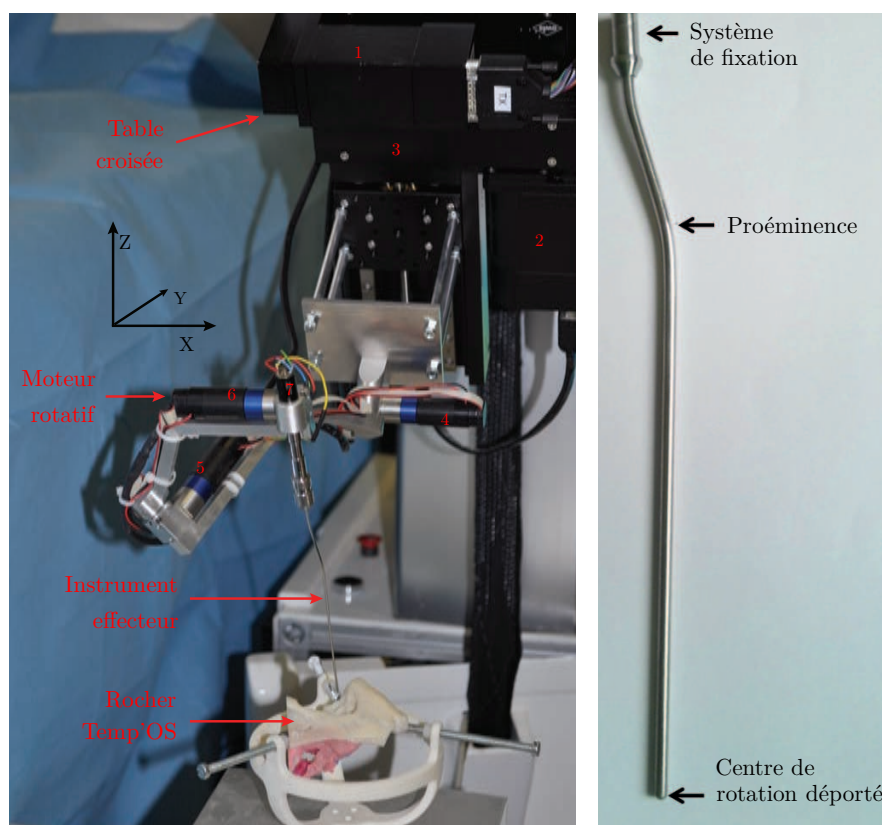 1
TX
Table
croisée
3
2
Z
Y
X
Moteur
rotatif
6
7
4
5
Instrument
effecteur
Rocher
Temp'OS
Système
de fixation
Proéminence
Centre de
rotation déporté